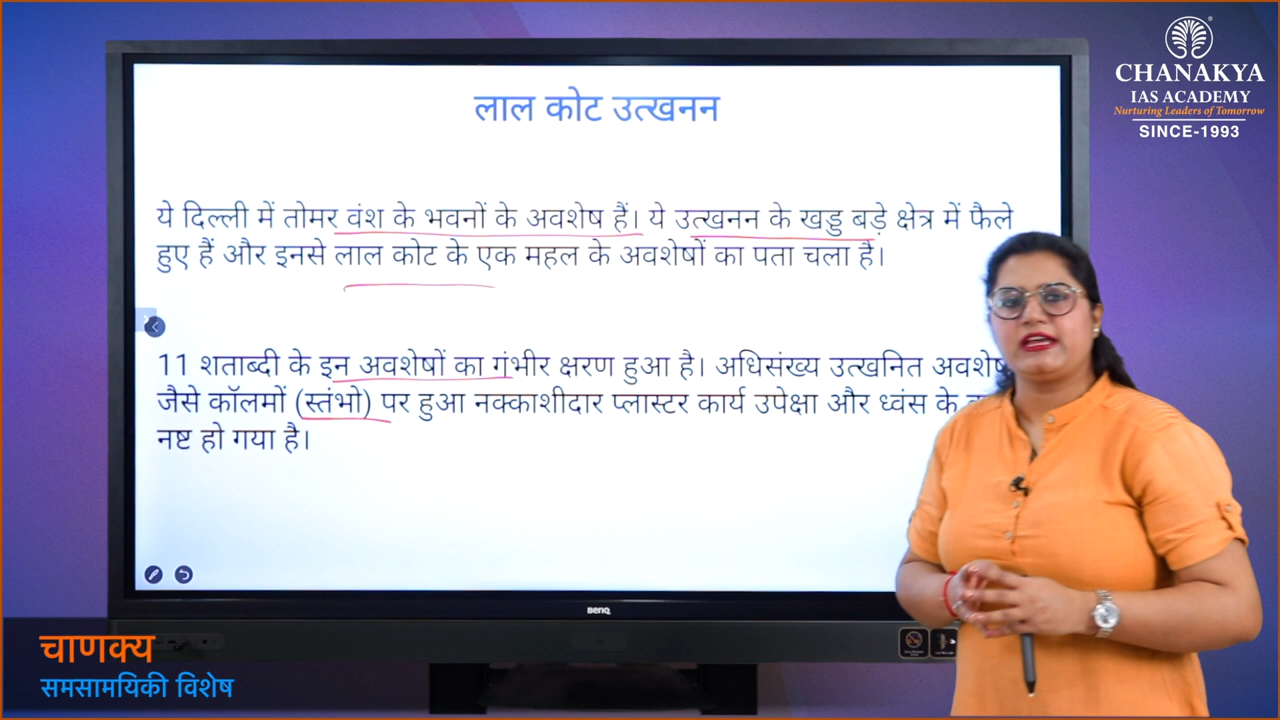 CHANAKYA
IAS ACADEMY
Nurturing Leaders of Tomorrow
SINCE-1993
लाल कोट उत्खनन
ये दिल्ली में तोमर वंश के भवनों के अवशेष हैं। ये उत्खनन के खड्ड बड़े क्षेत्र में फैले
हुए हैं और इनसे लाल कोट के एक महल के अवशेषों का पता चला है।
11 शताब्दी के इन अवशेषों का गंभीर क्षरण हुआ है। अधिसंख्य उत्खनित अवशेष
जैसे कॉलमों (स्तंभो) पर हुआ नक्काशीदार प्लास्टर कार्य उपेक्षा और ध्वंस के
नष्ट हो गया है।
BenQ
चाणक्य
समसामयिकी विशेष